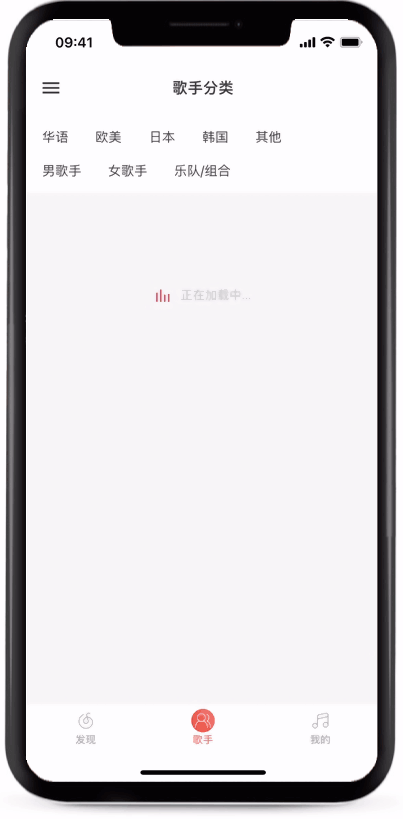 09:41
歌手分类
华语 欧美 日本 韩国 其他
男歌手 女歌手 乐队/组合
正在加载中...
发现 歌手 我的